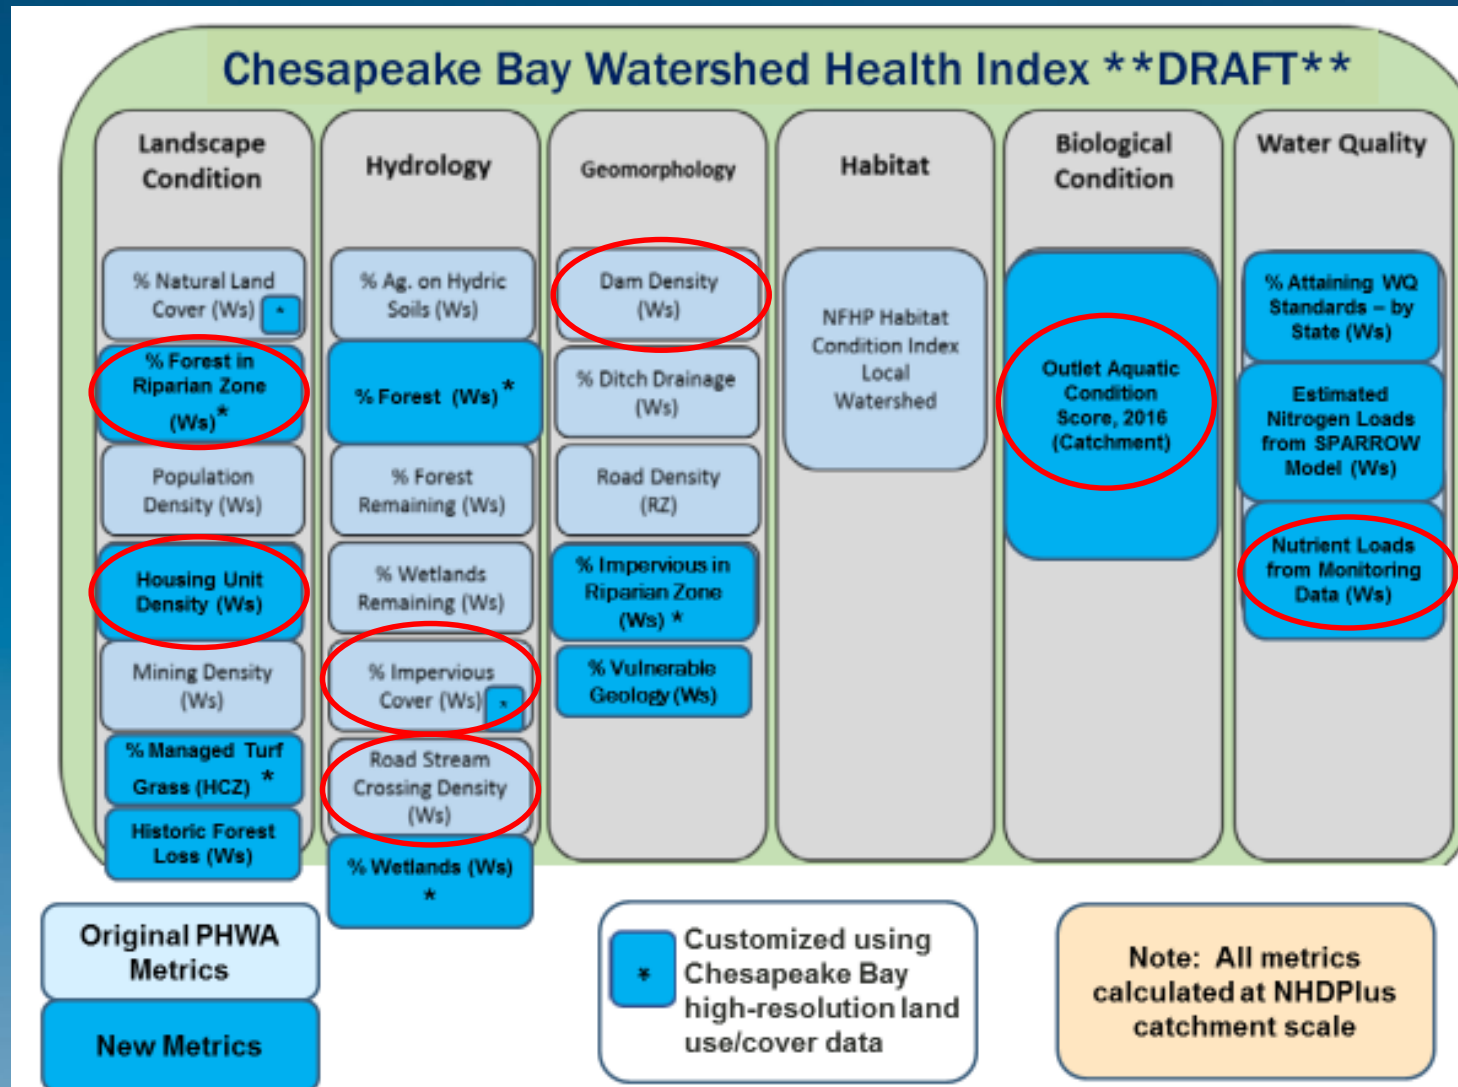 Chesapeake Bay Watershed Health Index **DRAFT**
Landscape
Condition
% Natural Land
Cover (Ws)
*
% Forest in
Riparian Zone
(Ws)*
Population
Density (Ws)
Housing Unit
Density (Ws)
Mining Density
(Ws)
% Managed Turf
Grass (HCZ) *
Historic Forest
Loss (Ws)
Hydrology
% Ag. on Hydric
Soils (Ws)
% Forest (Ws)*
% Forest
Remaining (Ws)
% Wetlands
Remaining (Ws)
% Impervious
Cover (Ws)
*
Road Stream
Crossing Density
(Ws)
% Wetlands (Ws)
*
Geomorphology
Dam Density
(Ws)
% Ditch Drainage
(Ws)
Road Density
(RZ)
% Impervious in
Riparian Zone
(Ws) *
% Vulnerable
Geology (Ws)
Habitat
NFHP Habitat
Condition Index
Local
Watershed
Biological
Condition
Outlet Aquatic
Condition
Score, 2016
(Catchment)
Water Quality
% Attaining WQ
Standards – by
State (Ws)
Estimated
Nitrogen Loads
from SPARROW
Model (Ws)
Nutrient Loads
from Monitoring
Data (Ws)
Original PHWA
Metrics
New Metrics
*
Customized using
Chesapeake Bay
high-resolution land
use/cover data
Note: All metrics
calculated at NHDPlus
catchment scale